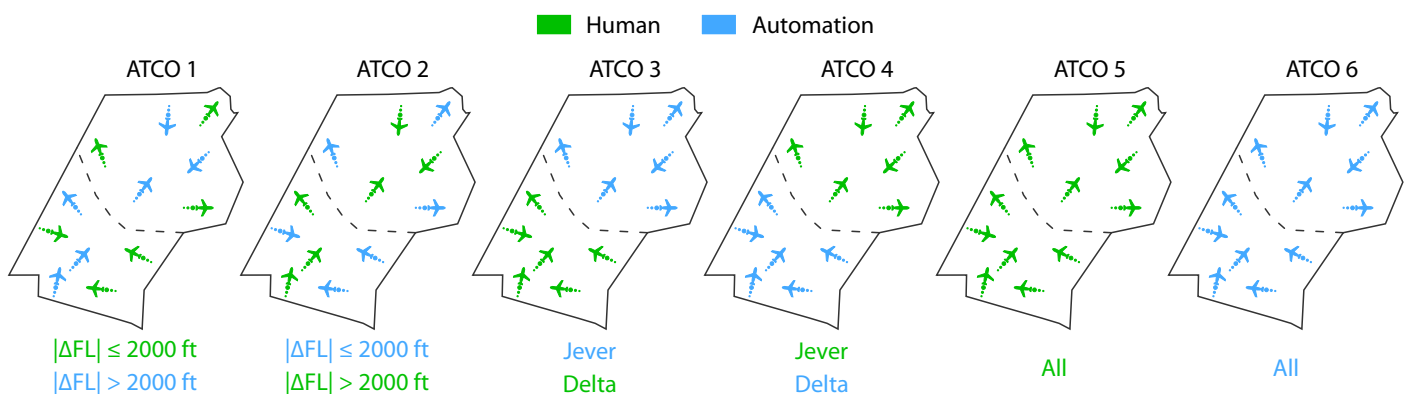 Human Automation
ATCO 1 ATCO 2 ATCO 3 ATCO 4 ATCO 5 ATCO 6
|ΔFL| ≤ 2000 ft |ΔFL| ≤ 2000 ft Jever Jever All All
|ΔFL| > 2000 ft |ΔFL| > 2000 ft Delta Delta